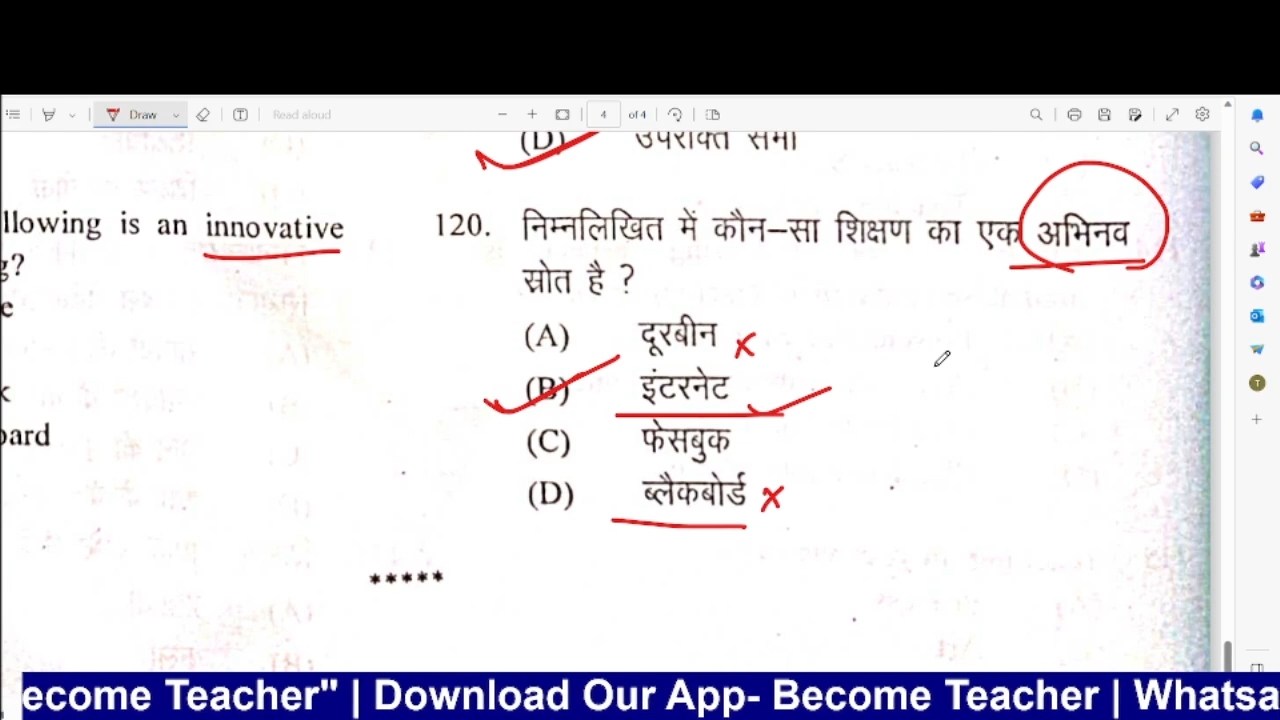 Draw
Read aloud
4 of 4
(D) उपरोक्त सभी
llowing is an innovative
g?
e
k
oard
120. निम्नलिखित में कौन–सा शिक्षण का एक अभिनव
स्रोत है ?
(A) दूरबीन
(B) इंटरनेट
(C) फेसबुक
(D) ब्लैकबोर्ड
*****
T
ecome Teacher" | Download Our App- Become Teacher | Whatsa